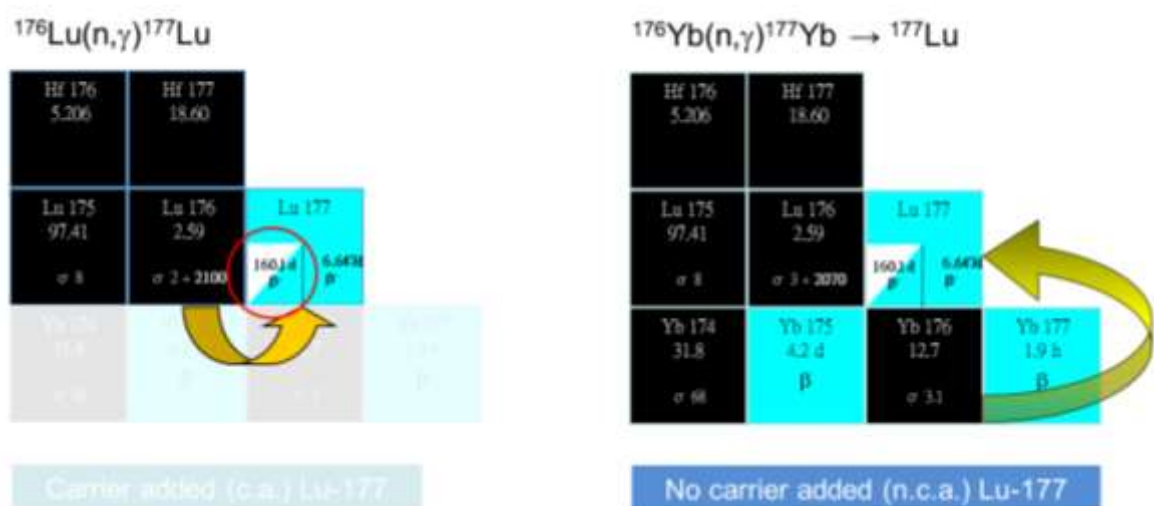 ¹⁷⁶Lu(n,γ)¹⁷⁷Lu
Hf 176
5.206
Hf 177
18.60
Lu 175
97.41
σ 8
Lu 176
2.59
σ 2 + 2100
Lu 177
160.1 d
β⁻
6.647d
β⁻
Carrier added (c.a.) Lu-177
¹⁷⁶Yb(n,γ)¹⁷⁷Yb → ¹⁷⁷Lu
Hf 176
5.206
Hf 177
18.60
Lu 175
97.41
σ 8
Lu 176
2.59
σ 3 + 2070
Lu 177
160.1 d
β⁻
6.647d
β⁻
Yb 174
31.8
σ 68
Yb 175
4.2 d
β
Yb 176
12.7
σ 3.1
Yb 177
1.9 h
β
No carrier added (n.c.a.) Lu-177